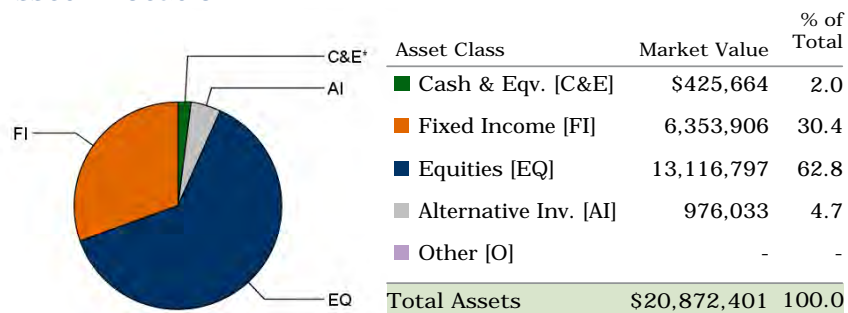 C&E+
AI
FI
EQ
% of
Asset Class Market Value Total
Cash & Eqv. [C&E] $425,664 2.0
Fixed Income [FI] 6,353,906 30.4
Equities [EQ] 13,116,797 62.8
Alternative Inv. [AI] 976,033 4.7
Other [O] - -
Total Assets $20,872,401 100.0